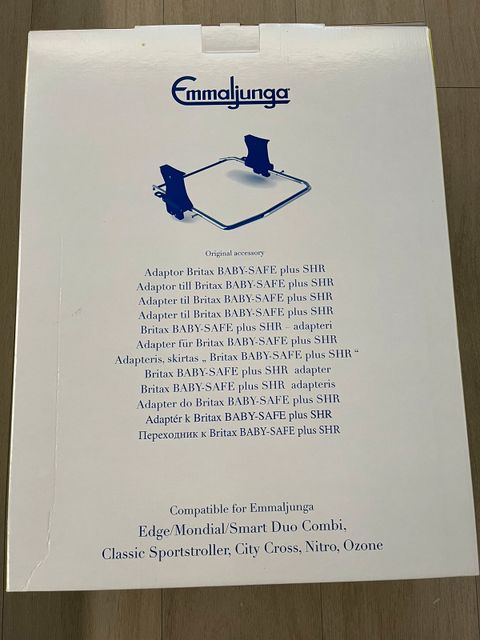 Emmaljunga
Original accessory
Adaptor Britax BABY-SAFE plus SHR
Adaptor till Britax BABY-SAFE plus SHR
Adapter til Britax BABY-SAFE plus SHR
Adapter til Britax BABY-SAFE plus SHR
Britax BABY-SAFE plus SHR – adapteri
Adapter für Britax BABY-SAFE plus SHR
Adapteris, skirtas „ Britax BABY-SAFE plus SHR “
Britax BABY-SAFE plus SHR adapter
Britax BABY-SAFE plus SHR adapteris
Adapter do Britax BABY-SAFE plus SHR
Adaptér k Britax BABY-SAFE plus SHR
Переходник к Britax BABY-SAFE plus SHR
Compatible for Emmaljunga
Edge/Mondial/Smart Duo Combi,
Classic Sportstroller, City Cross, Nitro, Ozone